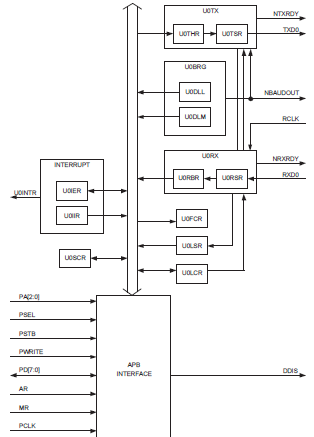 U0TX
NTXRDY
U0THR
U0TSR
TXD0
U0BRG
U0DLL
NBAUDOUT
U0DLM
RCLK
INTERRUPT
U0RX
NRXRDY
U0IER
U0RBR
U0RSR
RXD0
U0INTR
U0IIR
U0FCR
U0LSR
U0SCR
U0LCR
PA[2:0]
PSEL
PSTB
PWRITE
APB
INTERFACE
PD[7:0]
DDIS
AR
MR
PCLK